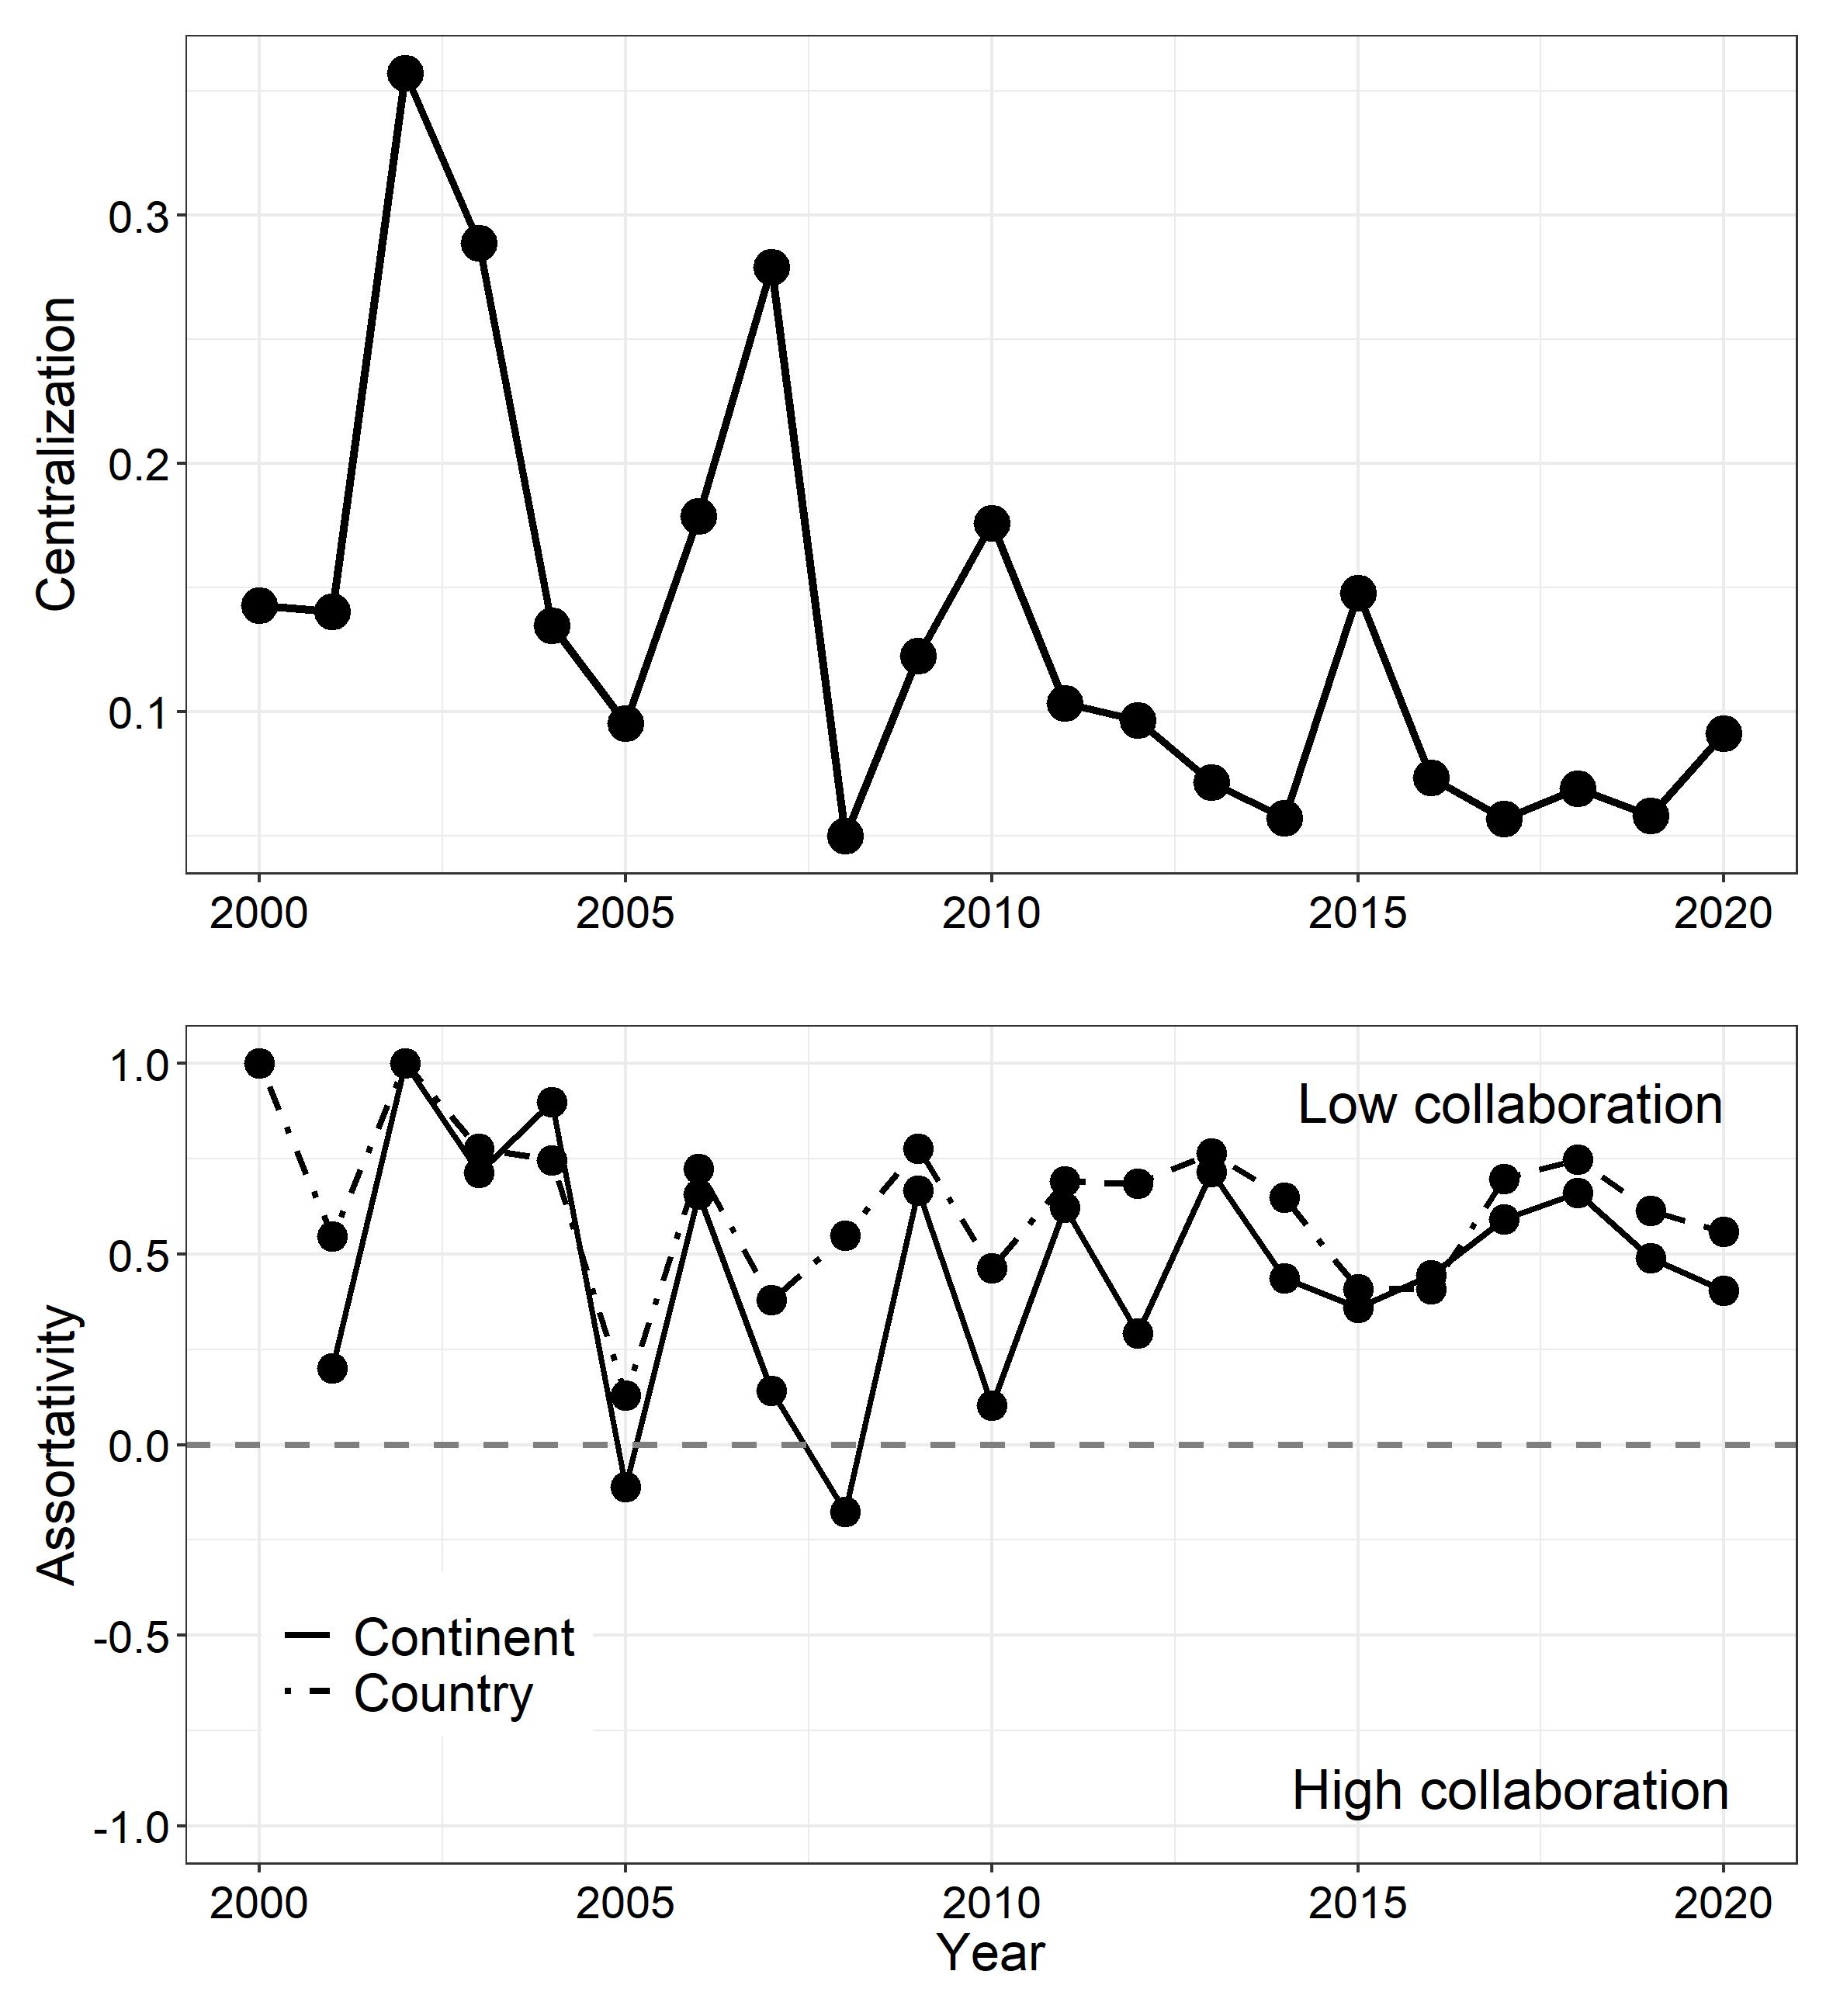 Centralization
0.3
0.2
0.1
2000 2005 2010 2015 2020
Assortativity
1.0
0.5
0.0
-0.5
-1.0
Low collaboration
Continent
Country
High collaboration
2000 2005 2010 2015 2020
Year